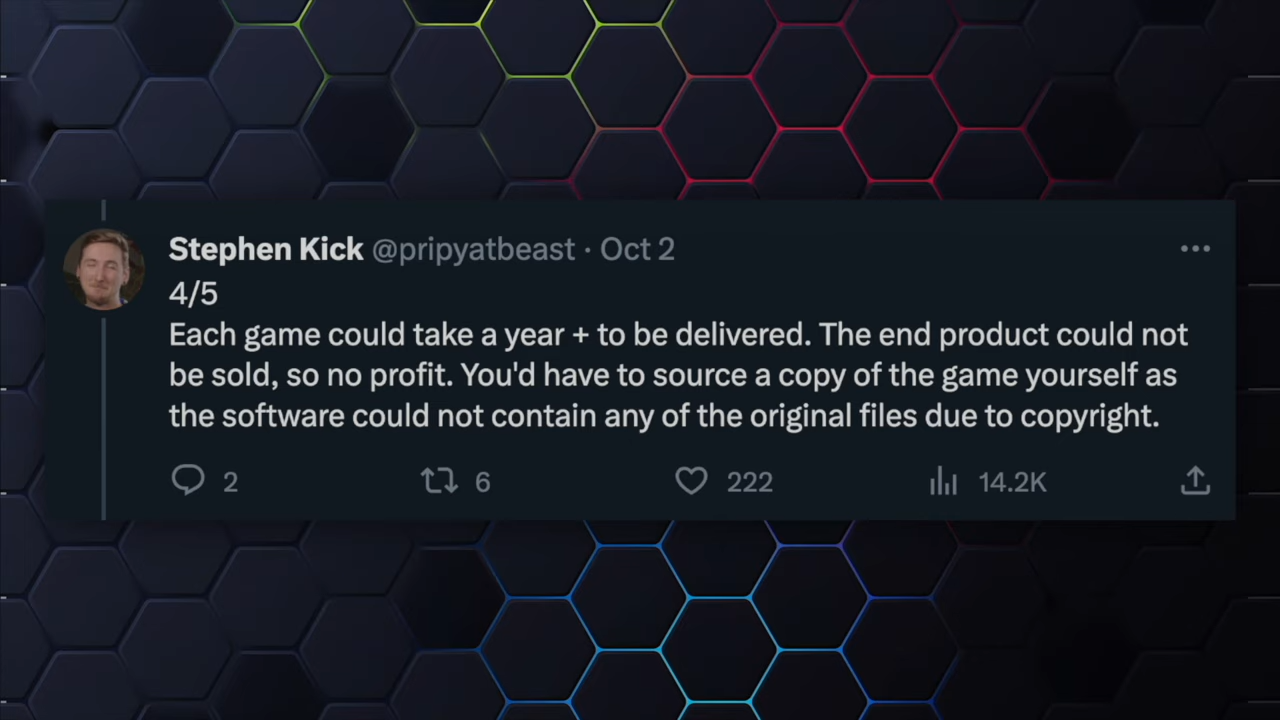 Stephen Kick @pripyatbeast · Oct 2
4/5
Each game could take a year + to be delivered. The end product could not
be sold, so no profit. You'd have to source a copy of the game yourself as
the software could not contain any of the original files due to copyright.
2 6 222 14.2K